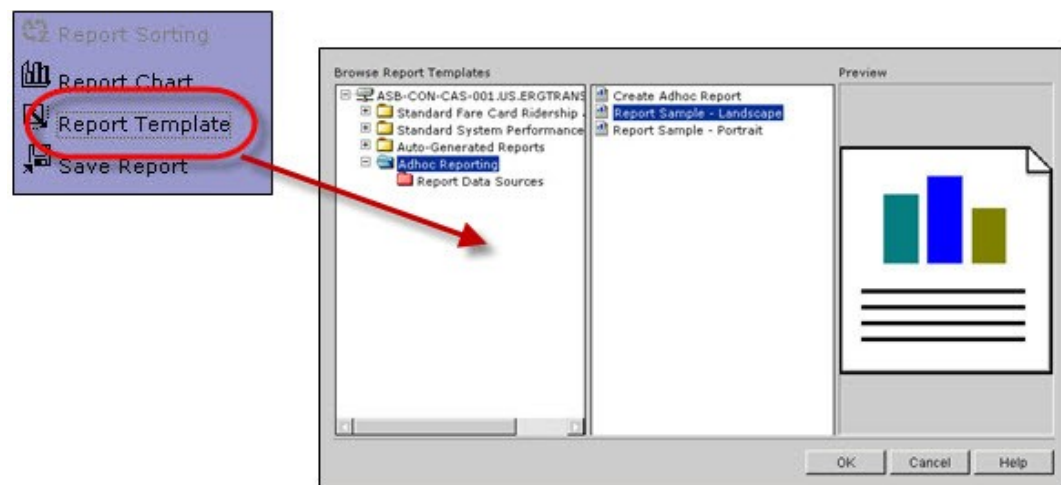 Report Sorting
Report Chart
Report Template
Save Report
Browse Report Templates
ASB-CON-CAS-001.US.ERGTRANS
Standard Fare Card Ridership
Standard System Performance
Auto-Generated Reports
Adhoc Reporting
Report Data Sources
Create Adhoc Report
Report Sample - Landscape
Report Sample - Portrait
Preview
OK
Cancel
Help